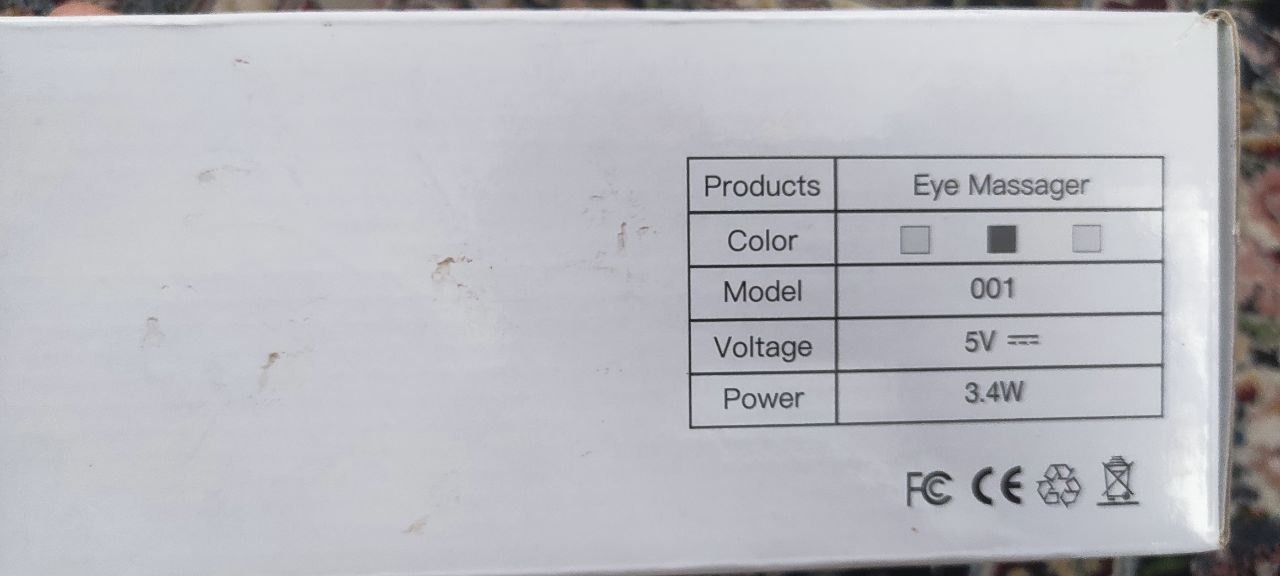 Products Eye Massager
Color
Model 001
Voltage 5V
Power 3.4W
FC CE